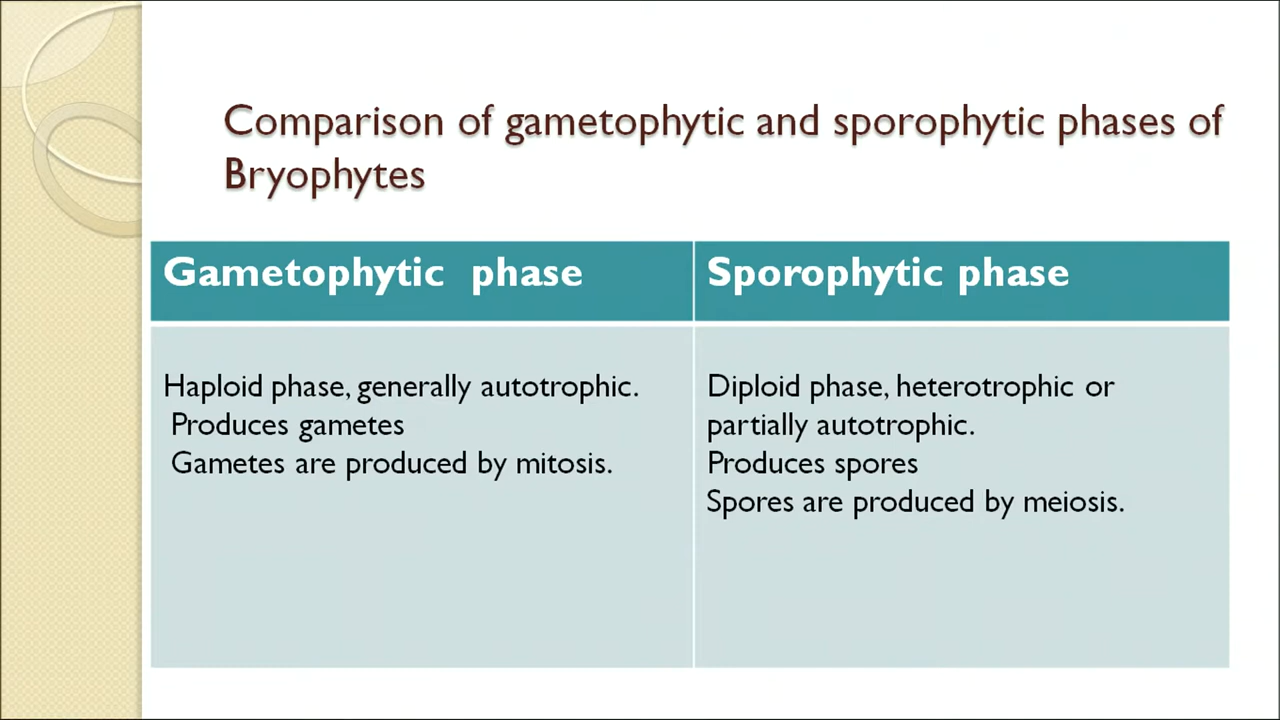 Comparison of gametophytic and sporophytic phases of
Bryophytes
Gametophytic phase
Sporophytic phase
Haploid phase, generally autotrophic.
Produces gametes
Gametes are produced by mitosis.
Diploid phase, heterotrophic or
partially autotrophic.
Produces spores
Spores are produced by meiosis.